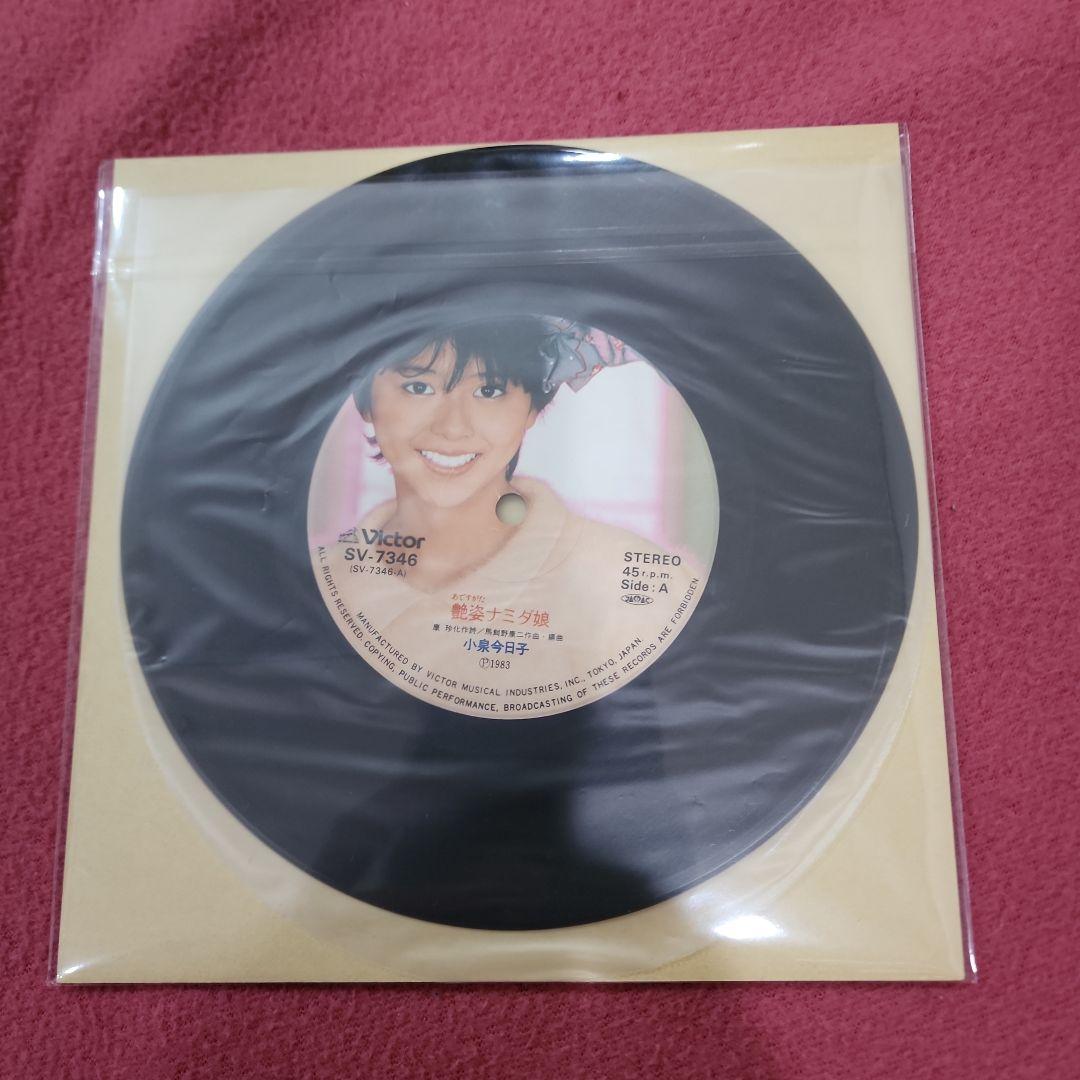 Victor
SV-7346
(SV-7346-A)
STEREO
45 r.p.m.
Side : A
あですがた
艶姿ナミダ娘
康 珍化作詩／馬飼野康二作曲・編曲
小泉今日子
Ⓟ1983
MANUFACTURED BY VICTOR MUSICAL INDUSTRIES, INC., TOKYO, JAPAN.
ALL RIGHTS RESERVED. COPYING, PUBLIC PERFORMANCE, BROADCASTING OF THESE RECORDS ARE FORBIDDEN